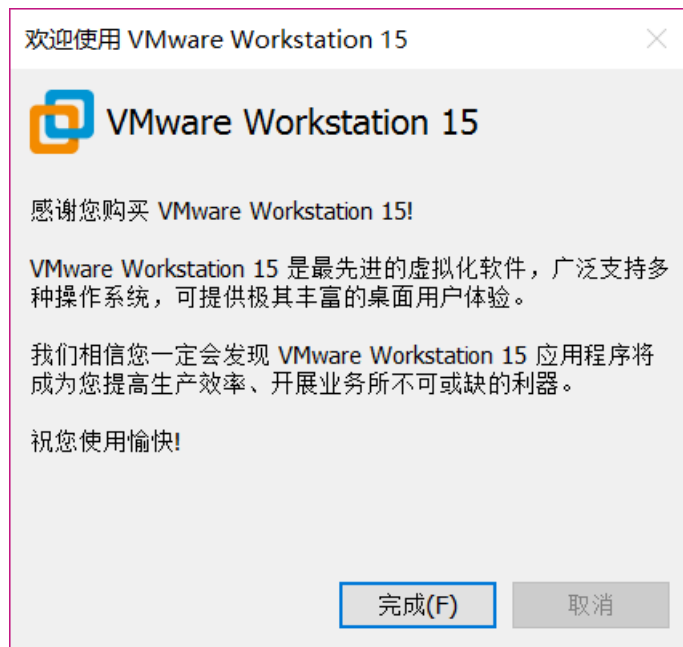 欢迎使用 VMware Workstation 15
VMware Workstation 15
感谢您购买 VMware Workstation 15!
VMware Workstation 15 是最先进的虚拟化软件，广泛支持多
种操作系统，可提供极其丰富的桌面用户体验。
我们相信您一定会发现 VMware Workstation 15 应用程序将
成为您提高生产效率、开展业务所不可或缺的利器。
祝您使用愉快!
完成(F)
取消